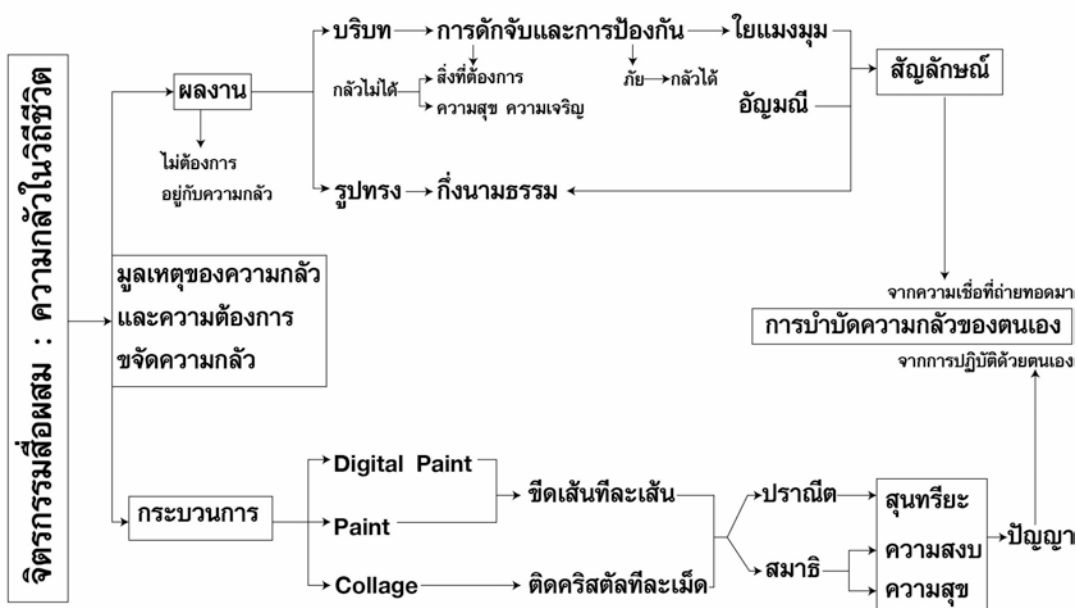 จิตรกรรมสื่อผสม : ความกลัวในวิถีชีวิต
ผลงาน
ไม่ต้องการ
อยู่กับความกลัว
บริบท
การดักจับและการป้องกัน
ใยแมงมุม
กลัวไม่ได้
สิ่งที่ต้องการ
ความสุข ความเจริญ
ภัย
กลัวได้
อัญมณี
สัญลักษณ์
รูปทรง
กึ่งนามธรรม
มูลเหตุของความกลัว
และความต้องการ
ขจัดความกลัว
จากความเชื่อที่ถ่ายทอดมา
การบำบัดความกลัวของตนเอง
จากการปฏิบัติด้วยตนเอง
กระบวนการ
Digital Paint
Paint
Collage
ขีดเส้นทีละเส้น
ติดคริสตัลทีละเม็ด
ปราณีต
สมาธิ
สุนทรียะ
ความสงบ
ความสุข
ปัญญา